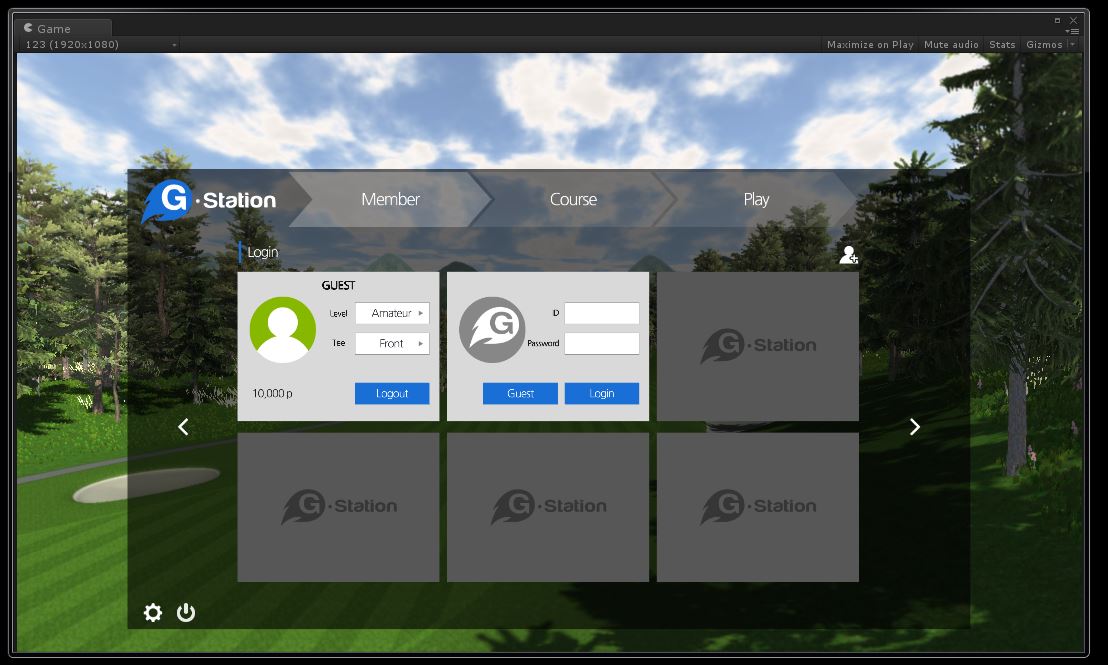 Game
123 (1920x1080)
Maximize on Play Mute audio Stats Gizmos
G·Station
Member
Course
Play
Login
GUEST
Level Amateur
Tee Front
10,000 p
Logout
G
ID
Password
Guest
Login
G·Station
G·Station
G·Station
G·Station